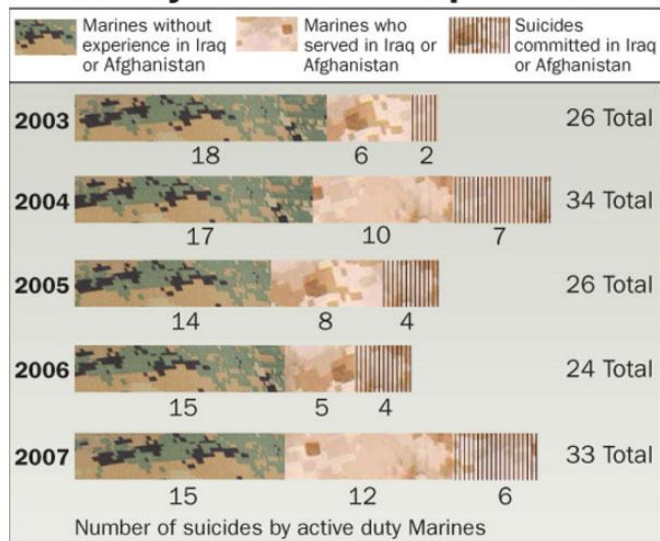 Marines without
experience in Iraq
or Afghanistan
Marines who
served in Iraq or
Afghanistan
Suicides
committed in Iraq
or Afghanistan
2003 26 Total
18 6 2
2004 34 Total
17 10 7
2005 26 Total
14 8 4
2006 24 Total
15 5 4
2007 33 Total
15 12 6
Number of suicides by active duty Marines